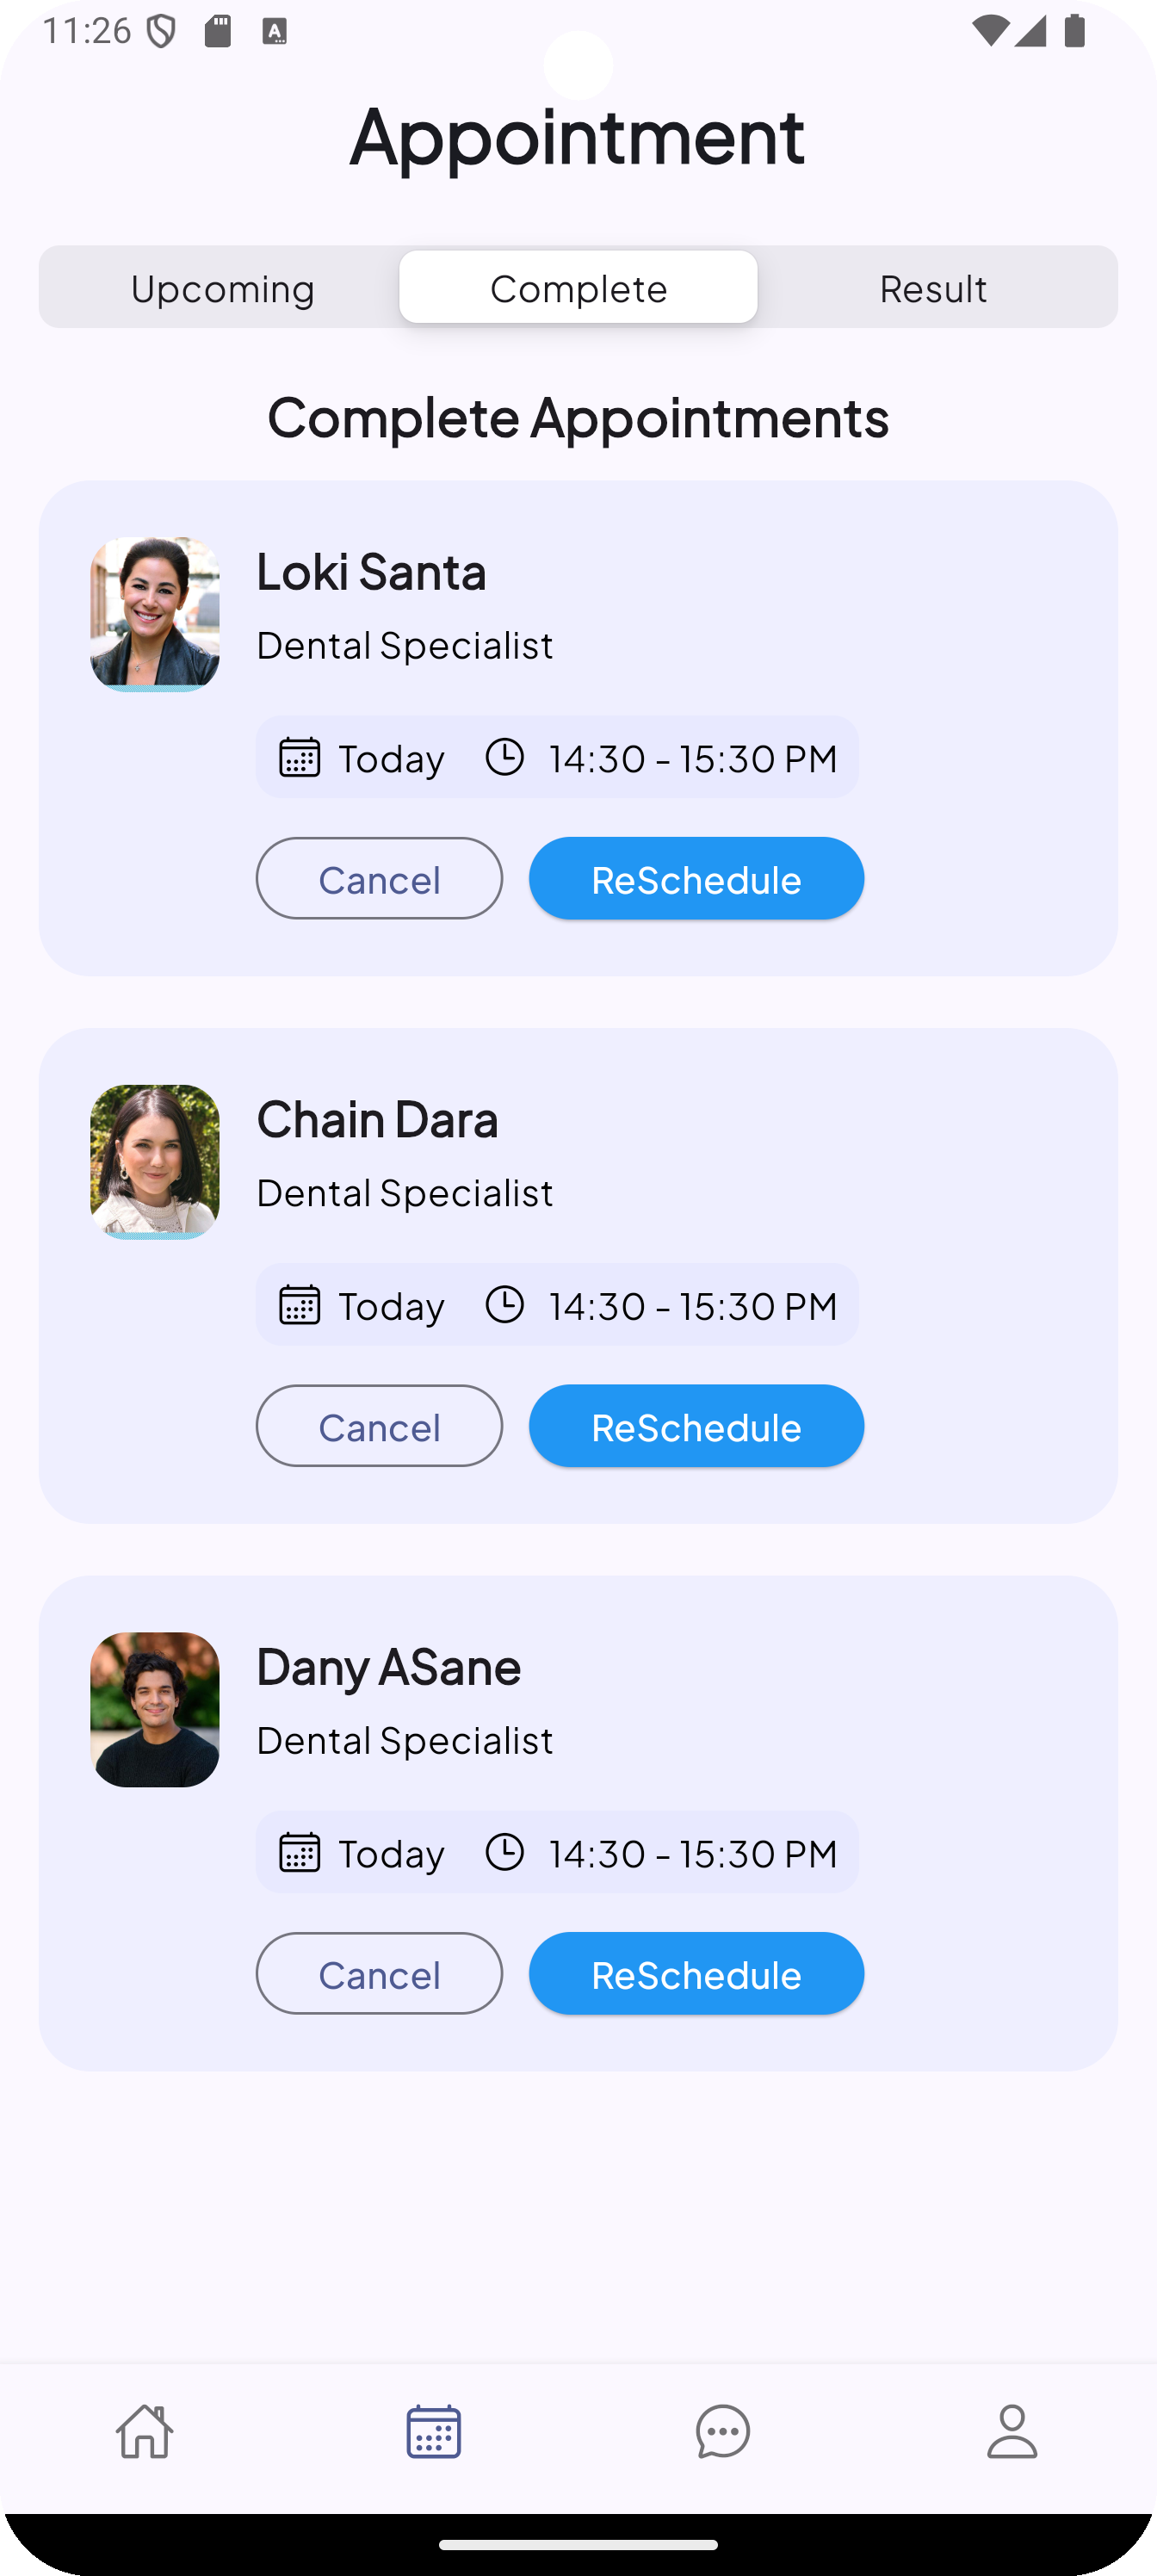 11:26
Appointment
Upcoming Complete Result
Complete Appointments
Loki Santa
Dental Specialist
Today 14:30 - 15:30 PM
Cancel ReSchedule
Chain Dara
Dental Specialist
Today 14:30 - 15:30 PM
Cancel ReSchedule
Dany ASane
Dental Specialist
Today 14:30 - 15:30 PM
Cancel ReSchedule